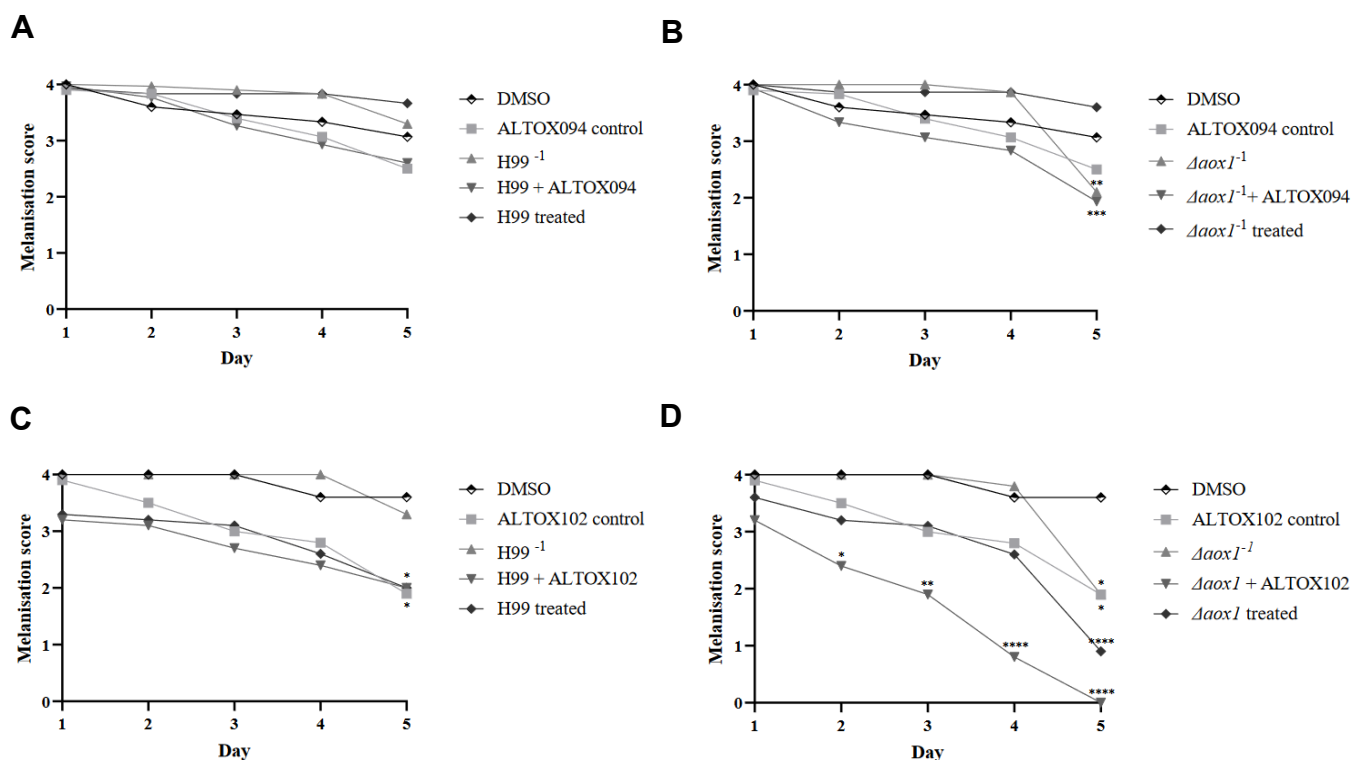 A
Melanisation score
4
3
2
1
0
1 2 3 4 5
Day
DMSO
ALTOX094 control
H99 ⁻¹
H99 + ALTOX094
H99 treated
B
Melanisation score
4
3
2
1
0
**
***
1 2 3 4 5
Day
DMSO
ALTOX094 control
Δaox1⁻¹
Δaox1⁻¹+ ALTOX094
Δaox1⁻¹ treated
C
Melanisation score
4
3
2
1
0
*
*
1 2 3 4 5
Day
DMSO
ALTOX102 control
H99 ⁻¹
H99 + ALTOX102
H99 treated
D
Melanisation score
4
3
2
1
0
*
**
****
*
*
****
****
1 2 3 4 5
Day
DMSO
ALTOX102 control
Δaox1⁻¹
Δaox1 + ALTOX102
Δaox1 treated